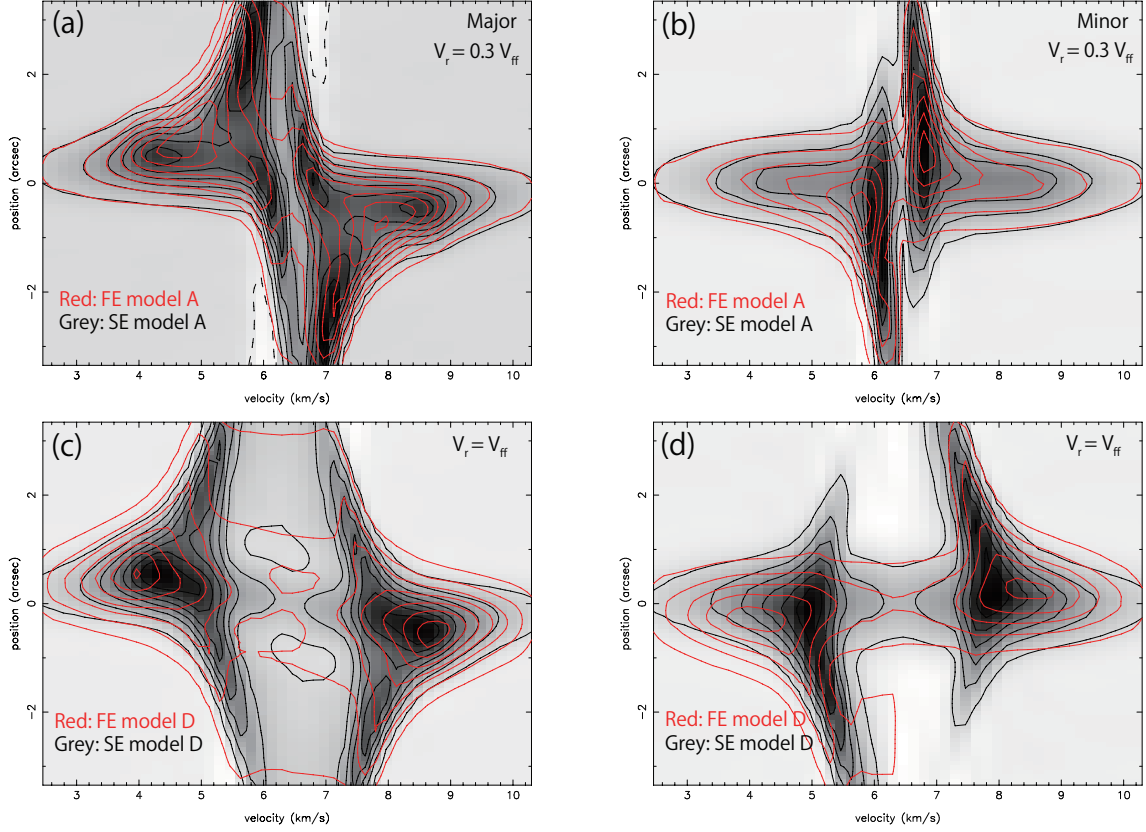 (a)
Major
V_r = 0.3 V_ff
position (arcsec)
2
0
−2
Red: FE model A
Grey: SE model A
3 4 5 6 7 8 9 10
velocity (km/s)
(b)
Minor
V_r = 0.3 V_ff
position (arcsec)
2
0
−2
Red: FE model A
Grey: SE model A
3 4 5 6 7 8 9 10
velocity (km/s)
(c)
V_r = V_ff
position (arcsec)
2
0
−2
Red: FE model D
Grey: SE model D
3 4 5 6 7 8 9 10
velocity (km/s)
(d)
V_r = V_ff
position (arcsec)
2
0
−2
Red: FE model D
Grey: SE model D
3 4 5 6 7 8 9 10
velocity (km/s)